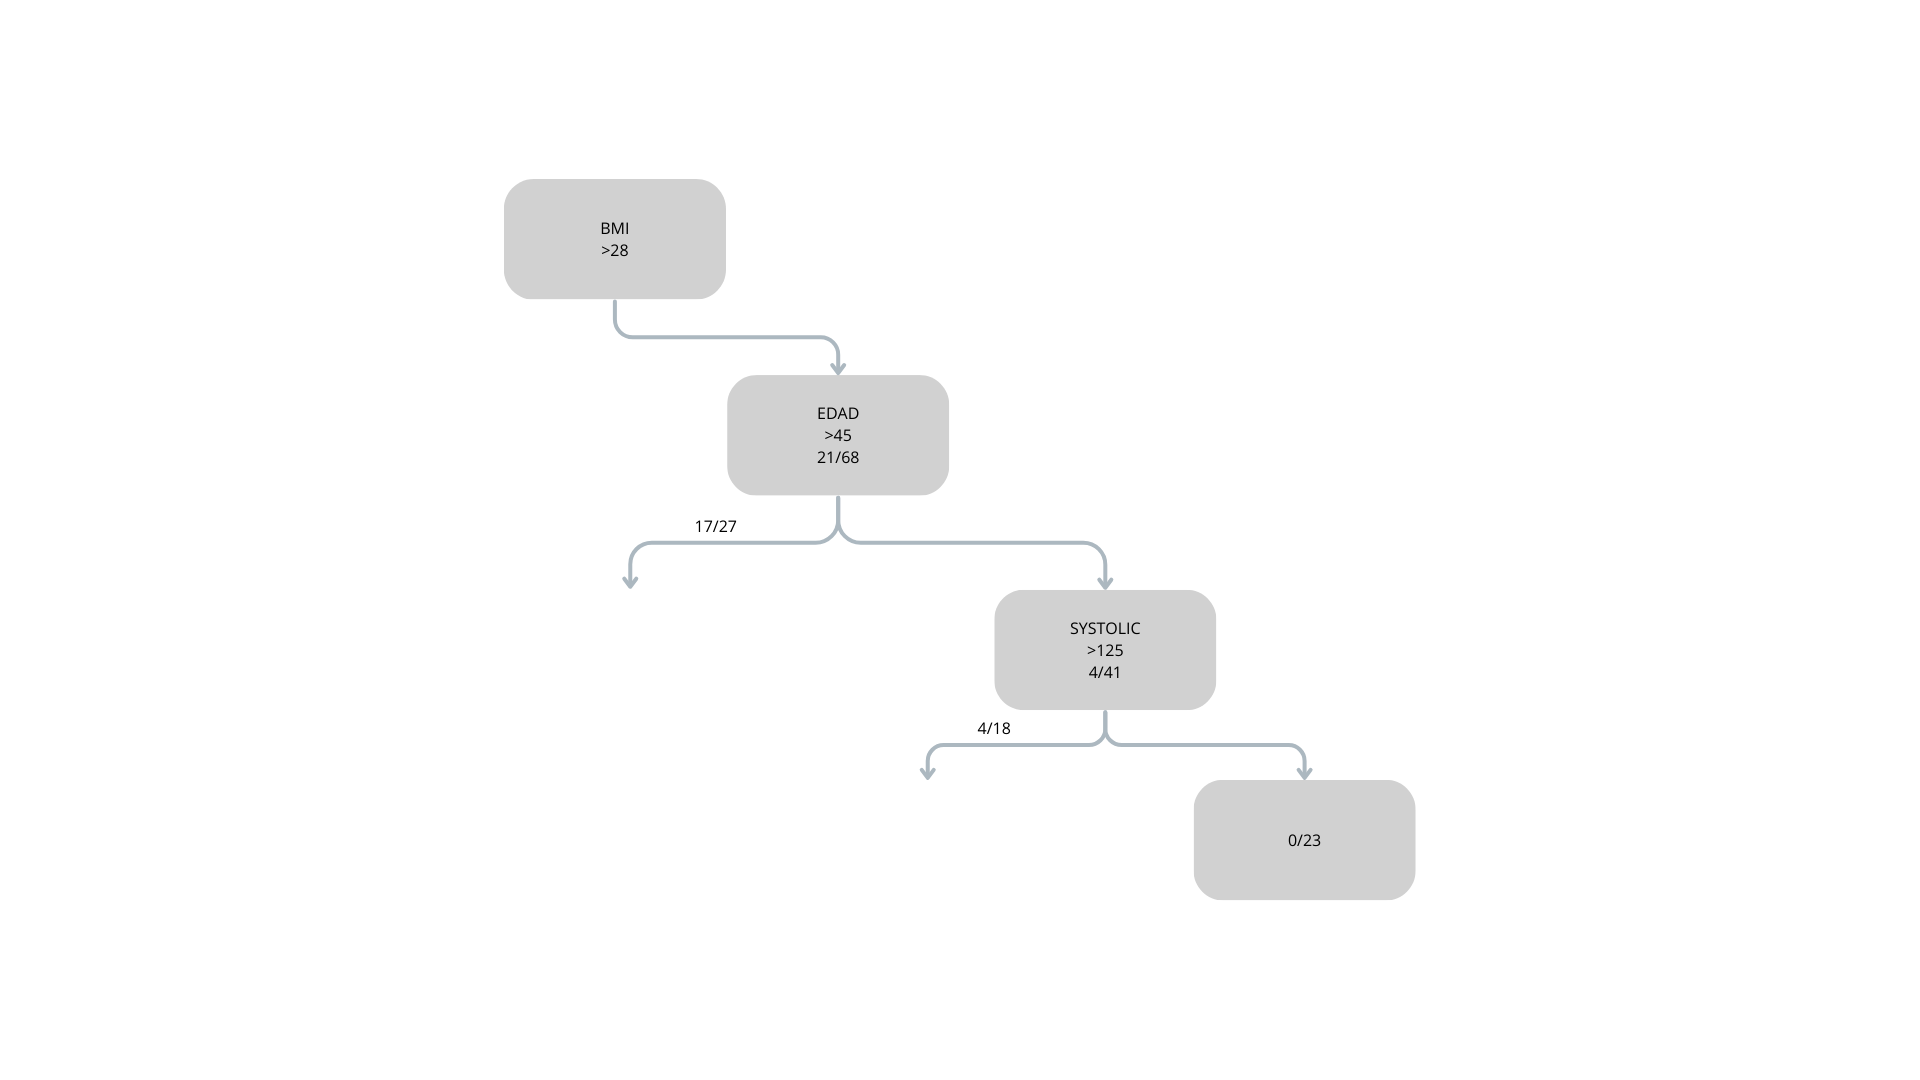 BMI
>28
EDAD
>45
21/68
17/27
SYSTOLIC
>125
4/41
4/18
0/23